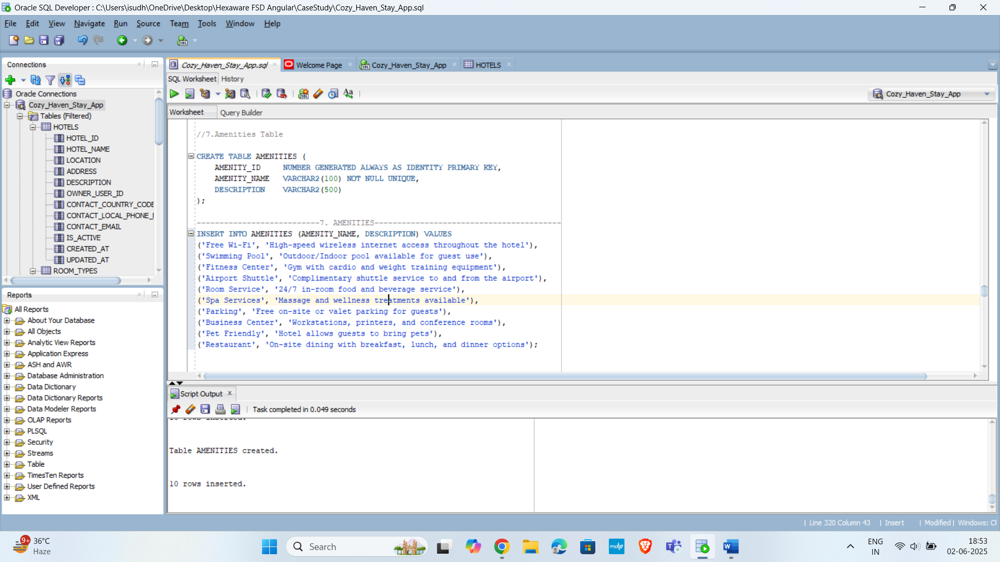 Oracle SQL Developer : C:\Users\isudh\OneDrive\Desktop\Hexaware FSD Angular\CaseStudy\Cozy_Haven_Stay_App.sql
File Edit View Navigate Run Source Team Tools Window Help
Connections
Oracle Connections
Cozy_Haven_Stay_App
Tables (Filtered)
HOTELS
HOTEL_ID
HOTEL_NAME
LOCATION
ADDRESS
DESCRIPTION
OWNER_USER_ID
CONTACT_COUNTRY_CODE
CONTACT_LOCAL_PHONE_
CONTACT_EMAIL
IS_ACTIVE
CREATED_AT
UPDATED_AT
ROOM_TYPES
Reports
All Reports
About Your Database
All Objects
Analytic View Reports
Application Express
ASH and AWR
Database Administration
Data Dictionary
Data Dictionary Reports
Data Modeler Reports
OLAP Reports
PLSQL
Security
Streams
Table
TimesTen Reports
User Defined Reports
XML
Cozy_Haven_Stay_App.sql Welcome Page Cozy_Haven_Stay_App HOTELS
SQL Worksheet History
Cozy_Haven_Stay_App
Worksheet Query Builder
//7.Amenities Table
CREATE TABLE AMENITIES (
AMENITY_ID NUMBER GENERATED ALWAYS AS IDENTITY PRIMARY KEY,
AMENITY_NAME VARCHAR2(100) NOT NULL UNIQUE,
DESCRIPTION VARCHAR2(500)
);
---------------------------7. AMENITIES-----------------------------------------
INSERT INTO AMENITIES (AMENITY_NAME, DESCRIPTION) VALUES
('Free Wi-Fi', 'High-speed wireless internet access throughout the hotel'),
('Swimming Pool', 'Outdoor/Indoor pool available for guest use'),
('Fitness Center', 'Gym with cardio and weight training equipment'),
('Airport Shuttle', 'Complimentary shuttle service to and from the airport'),
('Room Service', '24/7 in-room food and beverage service'),
('Spa Services', 'Massage and wellness treatments available'),
('Parking', 'Free on-site or valet parking for guests'),
('Business Center', 'Workstations, printers, and conference rooms'),
('Pet Friendly', 'Hotel allows guests to bring pets'),
('Restaurant', 'On-site dining with breakfast, lunch, and dinner options');
Script Output
Task completed in 0.049 seconds
10 rows inserted.
Table AMENITIES created.
10 rows inserted.
Line 320 Column 43 Insert Modified Windows:
9+
36°C
Haze
Search
SQL
myhp
ENG
IN
18:53
02-06-2025